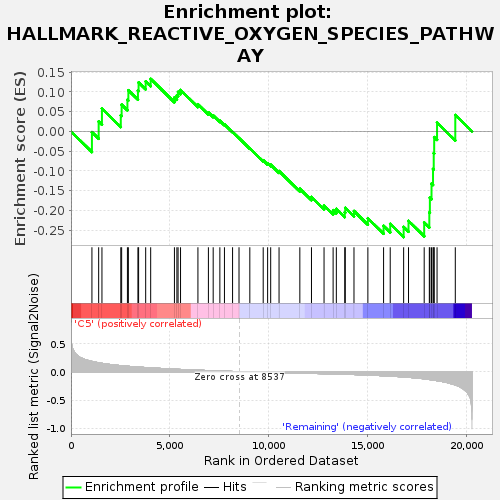 Enrichment plot:
HALLMARK_REACTIVE_OXYGEN_SPECIES_PATHW
AY
Enrichment score (ES)
0.15
0.10
0.05
0.00
-0.05
-0.10
-0.15
-0.20
-0.25
'C5' (positively correlated)
Ranked list metric (Signal2Noise)
0.5
0.0
-0.5
-1.0
Zero cross at 8537
'Remaining' (negatively correlated)
0
5,000
10,000
15,000
20,000
Rank in Ordered Dataset
Enrichment profile
Hits
Ranking metric scores